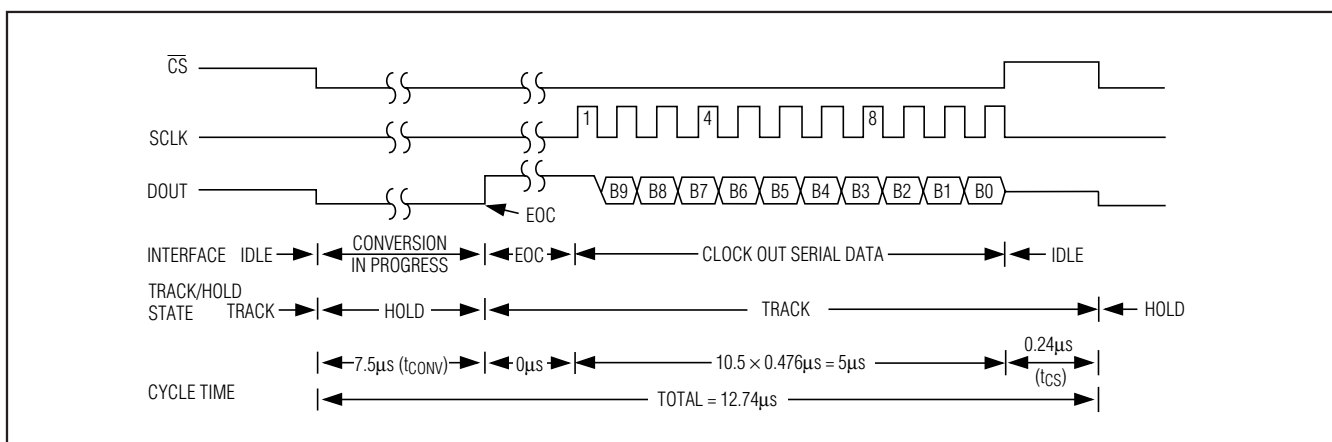 CS
SCLK
1 4 8
DOUT
B9 B8 B7 B6 B5 B4 B3 B2 B1 B0
EOC
INTERFACE IDLE CONVERSION IN PROGRESS EOC CLOCK OUT SERIAL DATA IDLE
TRACK/HOLD
STATE TRACK HOLD TRACK HOLD
7.5µs (tCONV) 0µs 10.5 × 0.476µs = 5µs 0.24µs
(tCS)
CYCLE TIME
TOTAL = 12.74µs